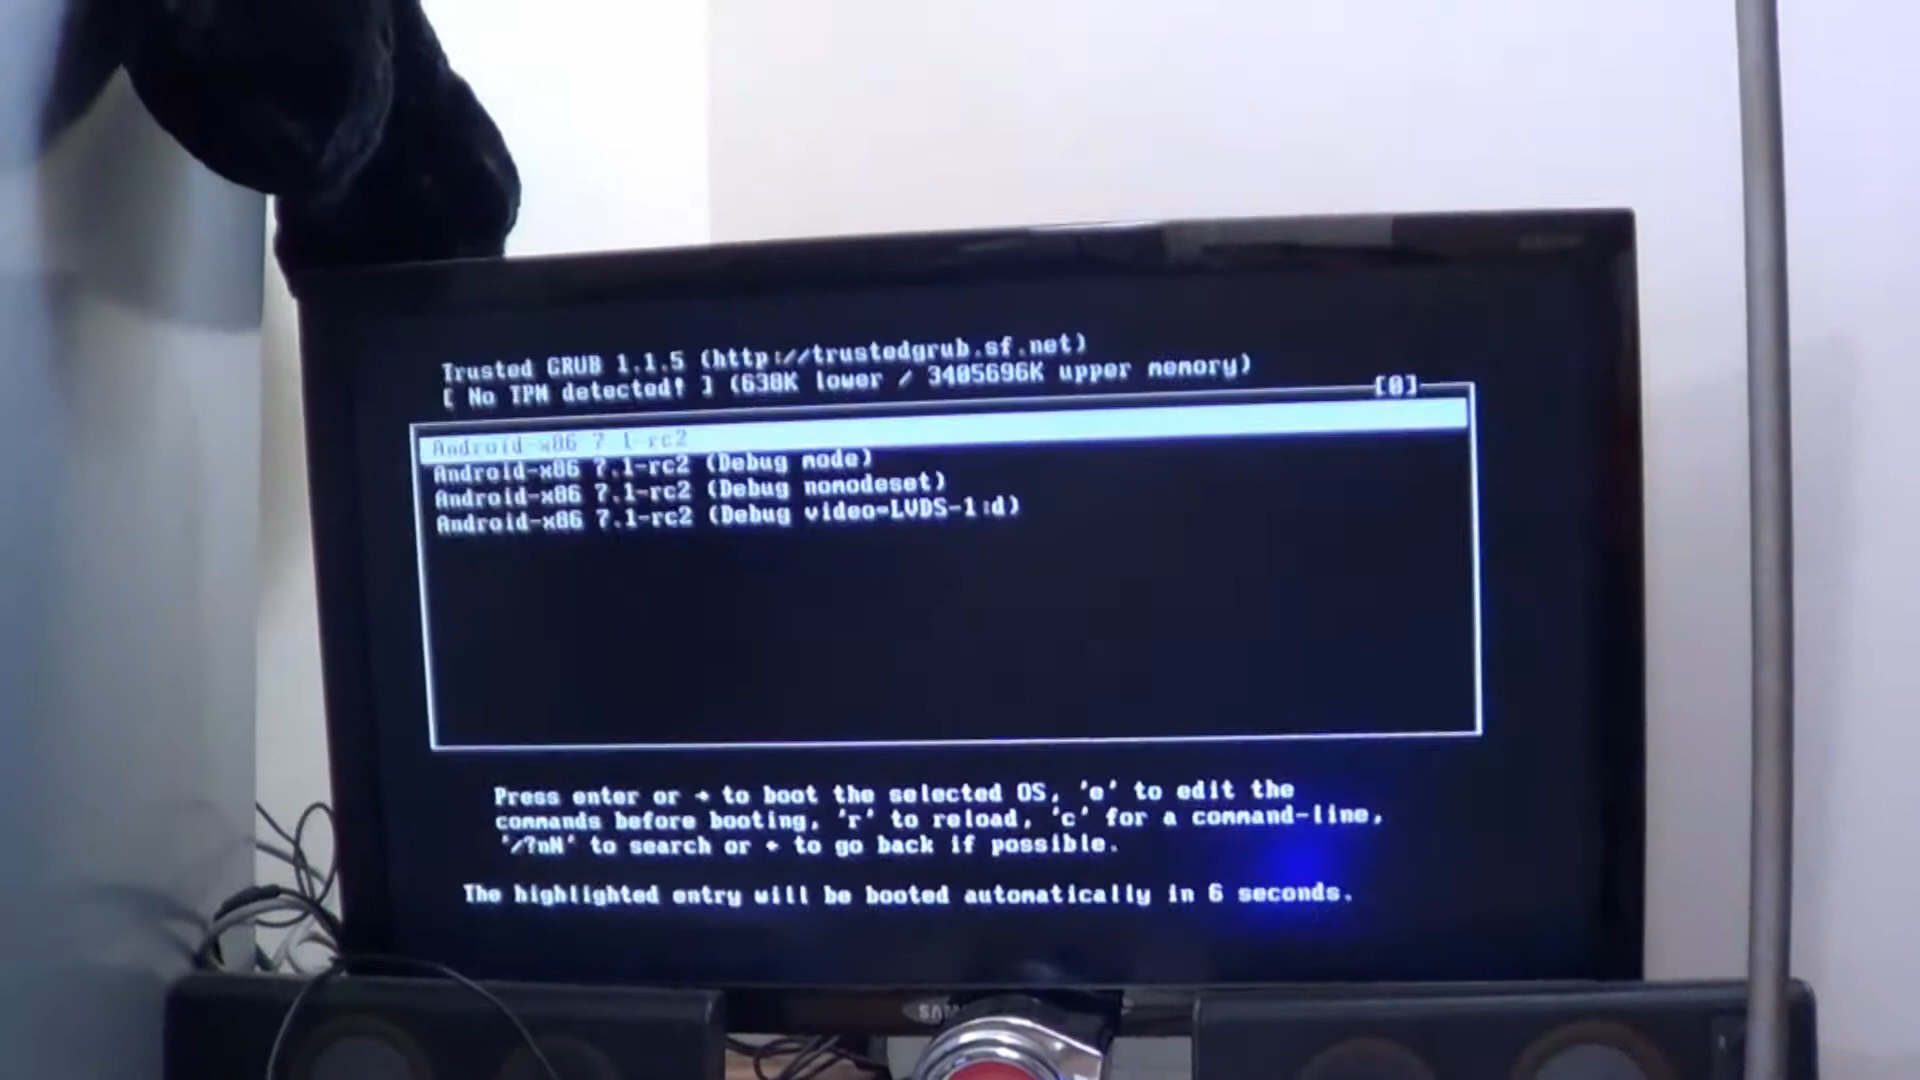 Trusted GRUB 1.1.5 (http://trustedgrub.sf.net)
[ No TPM detected! ] (638K lower / 3405696K upper memory)
[0]
Android-x86 7.1-rc2
Android-x86 7.1-rc2 (Debug mode)
Android-x86 7.1-rc2 (Debug nomodeset)
Android-x86 7.1-rc2 (Debug video=LVDS-1:d)
Press enter or → to boot the selected OS, 'e' to edit the
commands before booting, 'r' to reload, 'c' for a command-line,
'/?nN' to search or ← to go back if possible.
The highlighted entry will be booted automatically in 6 seconds.